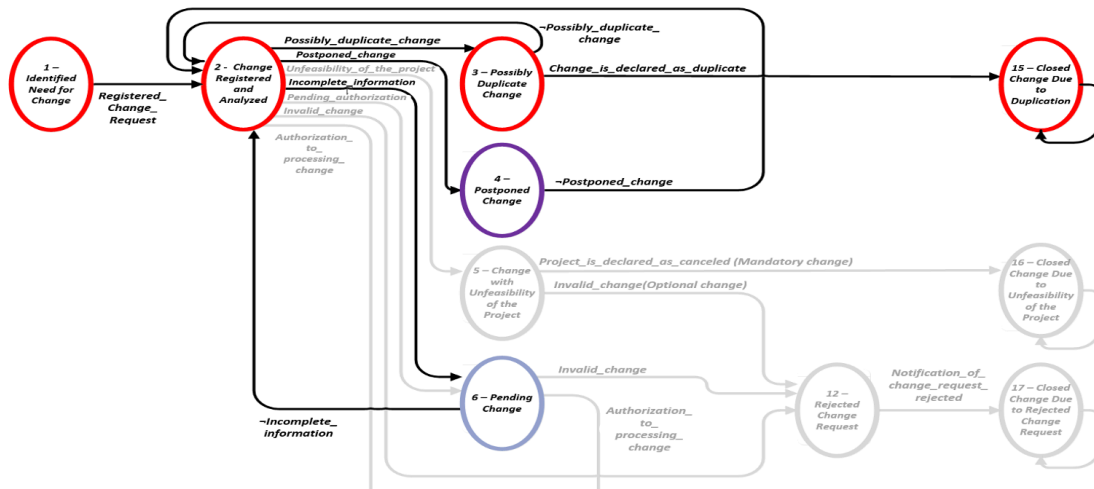 ¬Possibly_duplicate_
change
Possibly_duplicate_change
Postponed_change
Unfeasibility_of_the_project
Incomplete_information
Pending_authorization
Invalid_change
Authorization_
to_
processing_
change
1 –
Identified
Need for
Change
Registered_
Change_
Request
2 - Change
Registered
and
Analyzed
3 – Possibly
Duplicate
Change
Change_is_declared_as_duplicate
15 – Closed
Change Due
to
Duplication
4 –
Postponed
Change
¬Postponed_change
5 – Change
with
Unfeasibility
of the
Project
Project_is_declared_as_canceled (Mandatory change)
Invalid_change(Optional change)
16 – Closed
Change Due
to
Unfeasibility
of the
Project
6 – Pending
Change
Invalid_change
Authorization_
to_
processing_
change
¬Incomplete_
information
12 –
Rejected
Change
Request
Notification_of_
change_request_
rejected
17 – Closed
Change Due
to Rejected
Change
Request